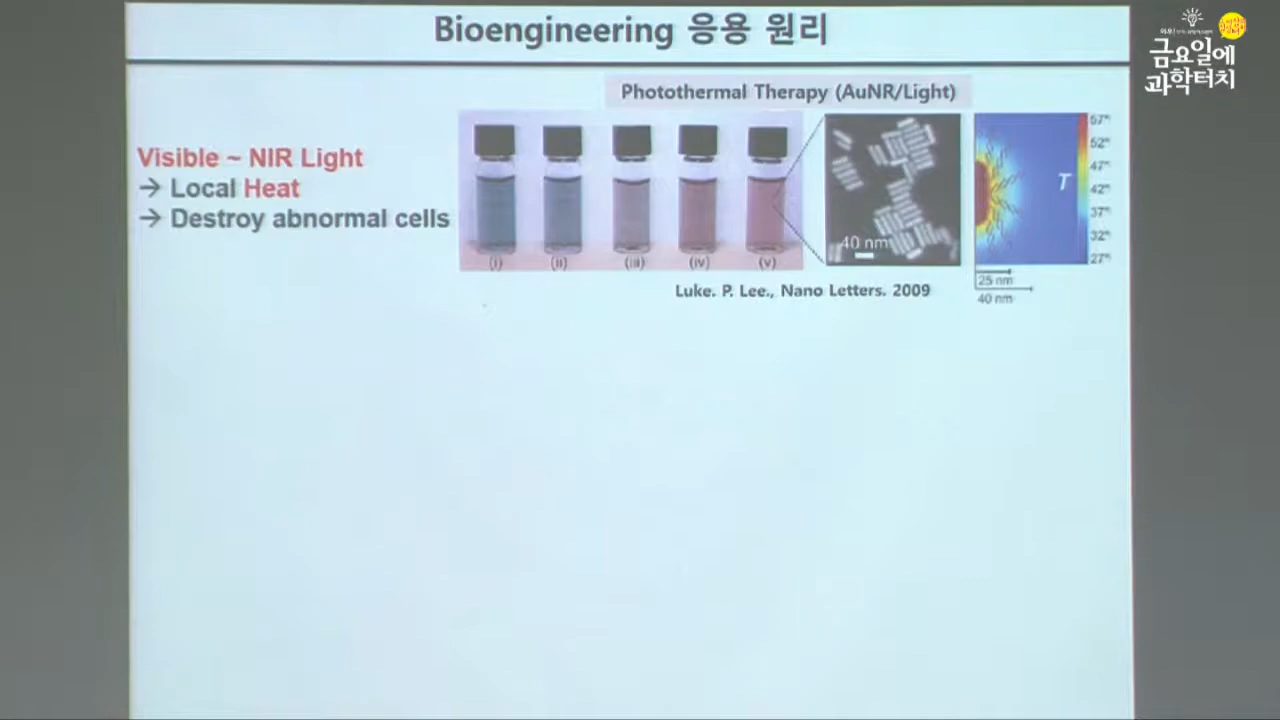 Bioengineering 응용 원리
금요일에
과학터치
Photothermal Therapy (AuNR/Light)
Visible ~ NIR Light
→ Local Heat
→ Destroy abnormal cells
(i) (ii) (iii) (iv) (v)
40 nm
T
57°
52°
47°
42°
37°
32°
27°
25 nm
40 nm
Luke. P. Lee., Nano Letters. 2009